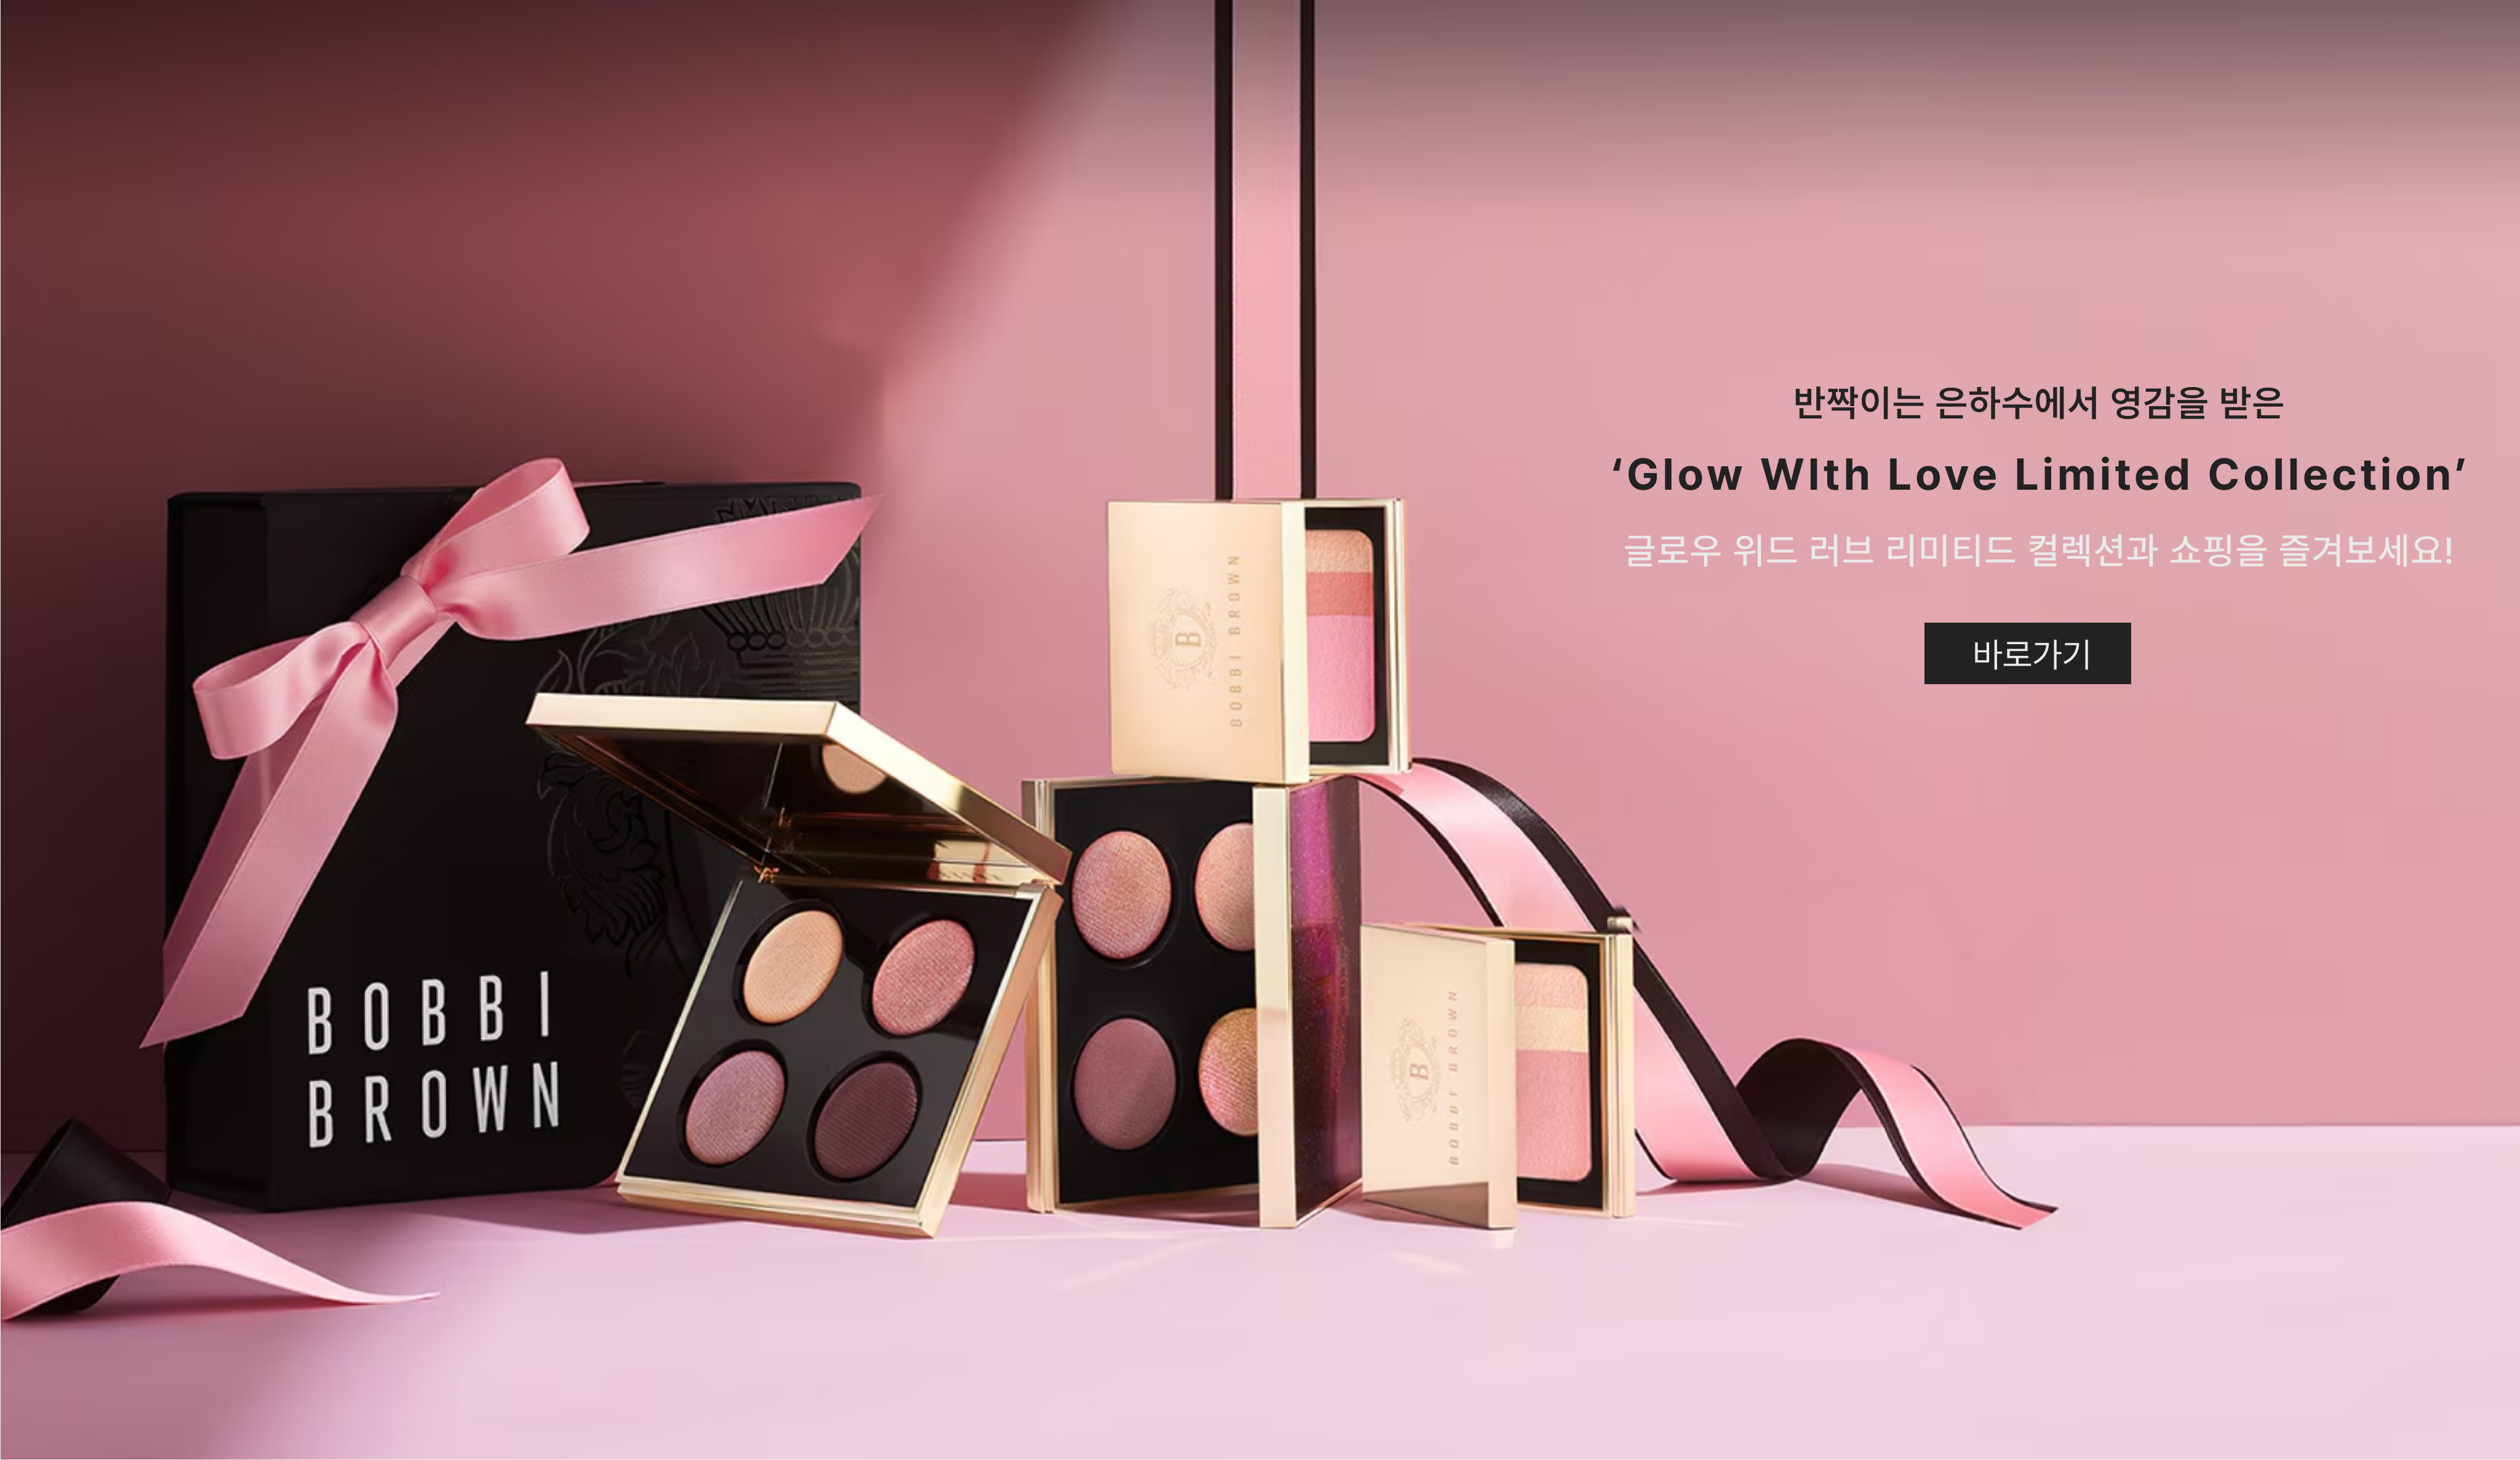 반짝이는 은하수에서 영감을 받은
‘Glow WIth Love Limited Collection’
글로우 위드 러브 리미티드 컬렉션과 쇼핑을 즐겨보세요!
바로가기
BOBBI BROWN
B
BOBBI
BROWN
BOBBI BROWN
B